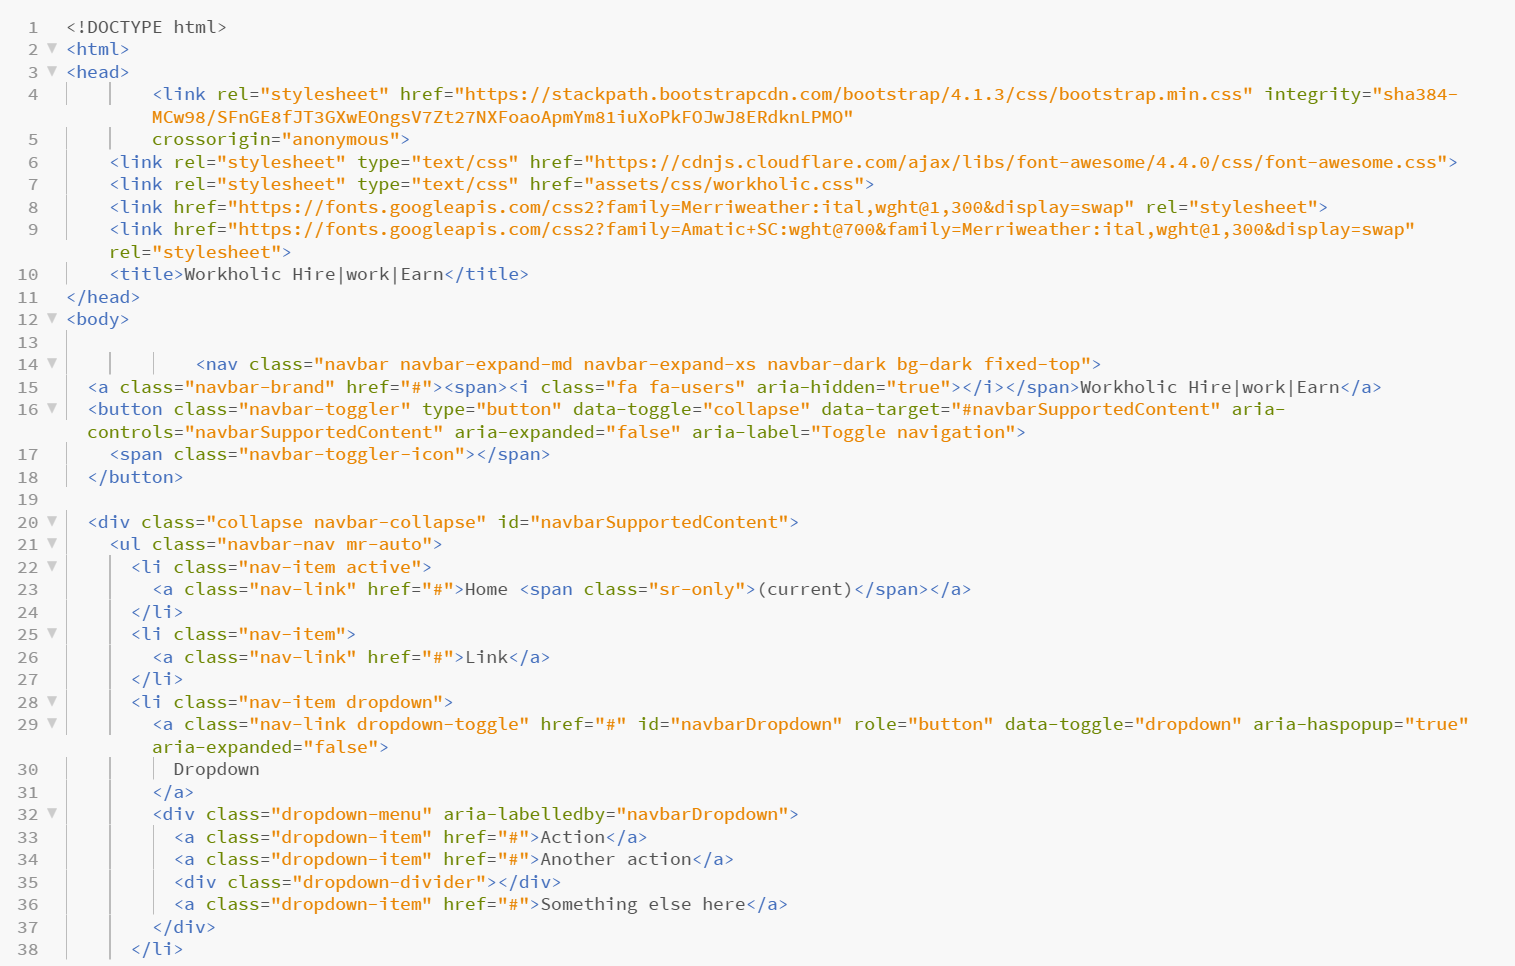 1 <!DOCTYPE html>
2 <html>
3 <head>
4 <link rel="stylesheet" href="https://stackpath.bootstrapcdn.com/bootstrap/4.1.3/css/bootstrap.min.css" integrity="sha384-
MCw98/SFnGE8fJT3GXwEOngsV7Zt27NXFoaoApmYm81iuXoPkFOJwJ8ERdknLPMO"
5 crossorigin="anonymous">
6 <link rel="stylesheet" type="text/css" href="https://cdnjs.cloudflare.com/ajax/libs/font-awesome/4.4.0/css/font-awesome.css">
7 <link rel="stylesheet" type="text/css" href="assets/css/workholic.css">
8 <link href="https://fonts.googleapis.com/css2?family=Merriweather:ital,wght@1,300&display=swap" rel="stylesheet">
9 <link href="https://fonts.googleapis.com/css2?family=Amatic+SC:wght@700&family=Merriweather:ital,wght@1,300&display=swap"
rel="stylesheet">
10 <title>Workholic Hire|work|Earn</title>
11 </head>
12 <body>
13
14 <nav class="navbar navbar-expand-md navbar-expand-xs navbar-dark bg-dark fixed-top">
15 <a class="navbar-brand" href="#"><span><i class="fa fa-users" aria-hidden="true"></i></span>Workholic Hire|work|Earn</a>
16 <button class="navbar-toggler" type="button" data-toggle="collapse" data-target="#navbarSupportedContent" aria-
controls="navbarSupportedContent" aria-expanded="false" aria-label="Toggle navigation">
17 <span class="navbar-toggler-icon"></span>
18 </button>
19
20 <div class="collapse navbar-collapse" id="navbarSupportedContent">
21 <ul class="navbar-nav mr-auto">
22 <li class="nav-item active">
23 <a class="nav-link" href="#">Home <span class="sr-only">(current)</span></a>
24 </li>
25 <li class="nav-item">
26 <a class="nav-link" href="#">Link</a>
27 </li>
28 <li class="nav-item dropdown">
29 <a class="nav-link dropdown-toggle" href="#" id="navbarDropdown" role="button" data-toggle="dropdown" aria-haspopup="true"
aria-expanded="false">
30 Dropdown
31 </a>
32 <div class="dropdown-menu" aria-labelledby="navbarDropdown">
33 <a class="dropdown-item" href="#">Action</a>
34 <a class="dropdown-item" href="#">Another action</a>
35 <div class="dropdown-divider"></div>
36 <a class="dropdown-item" href="#">Something else here</a>
37 </div>
38 </li>